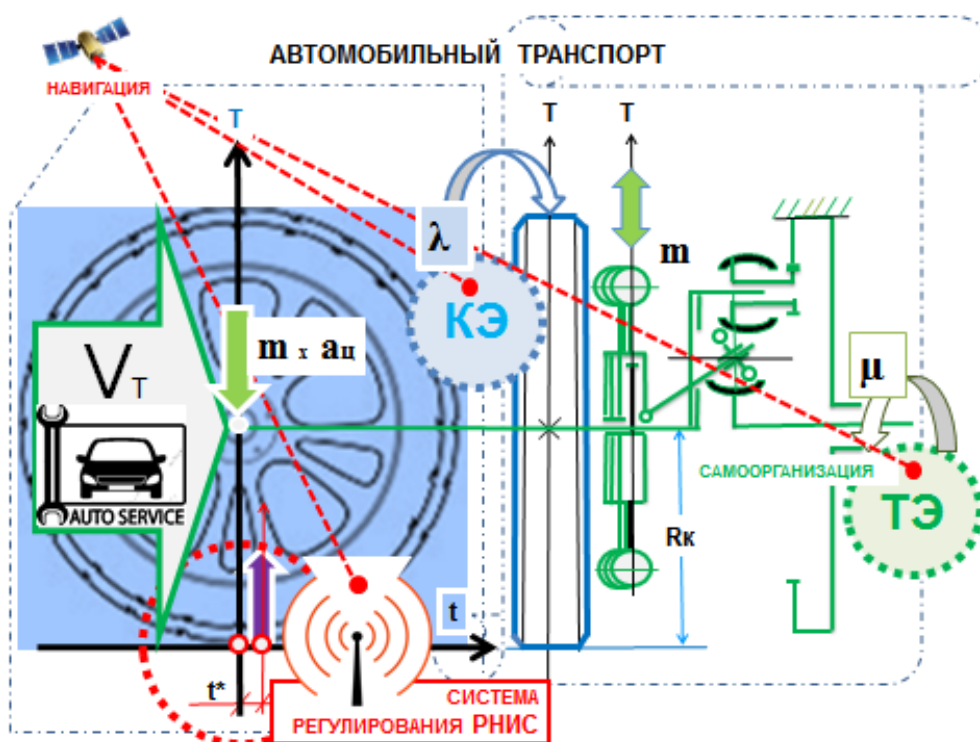 АВТОМОБИЛЬНЫЙ ТРАНСПОРТ
НАВИГАЦИЯ
T
T
T
λ
m
КЭ
m x aц
VT
μ
AUTO SERVICE
САМООРГАНИЗАЦИЯ
ТЭ
Rк
t
t*
СИСТЕМА
РЕГУЛИРОВАНИЯ РНИС